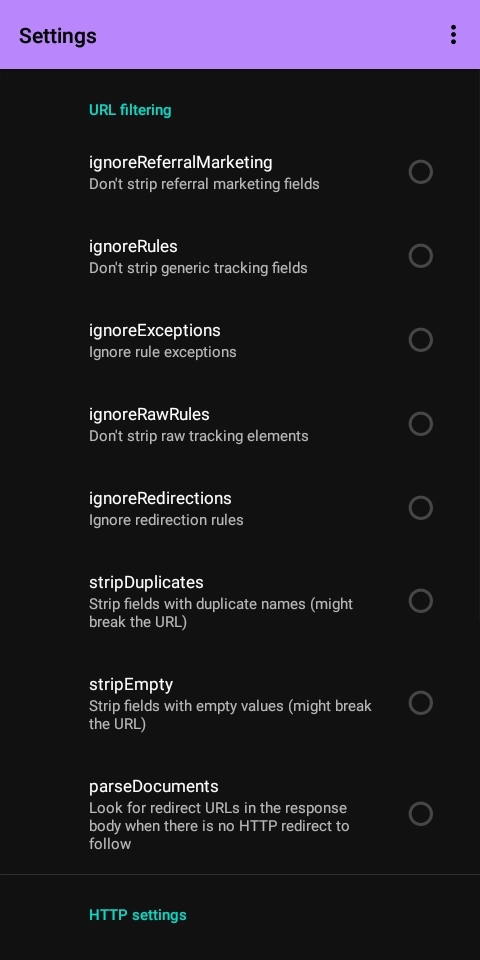 Settings
URL filtering
ignoreReferralMarketing
Don't strip referral marketing fields
ignoreRules
Don't strip generic tracking fields
ignoreExceptions
Ignore rule exceptions
ignoreRawRules
Don't strip raw tracking elements
ignoreRedirections
Ignore redirection rules
stripDuplicates
Strip fields with duplicate names (might
break the URL)
stripEmpty
Strip fields with empty values (might break
the URL)
parseDocuments
Look for redirect URLs in the response
body when there is no HTTP redirect to
follow
HTTP settings